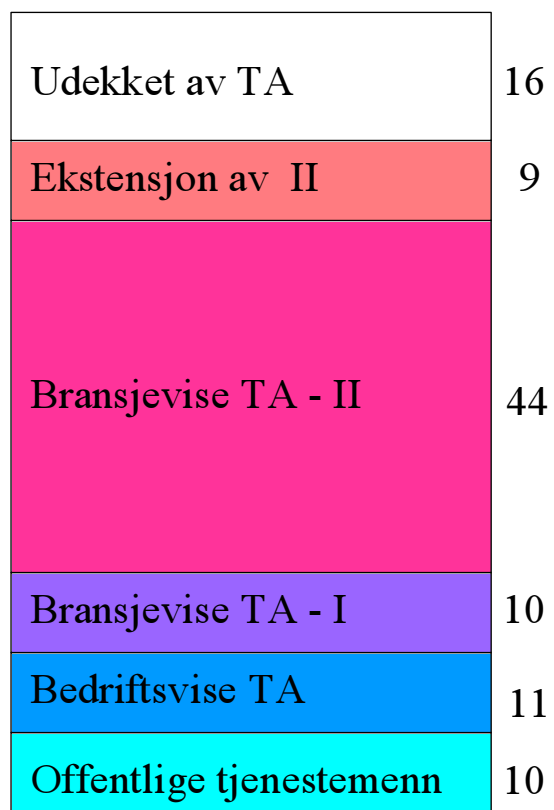 Udekket av TA 16
Ekstensjon av II 9
Bransjevise TA - II 44
Bransjevise TA - I 10
Bedriftsvise TA 11
Offentlige tjenestemenn 10